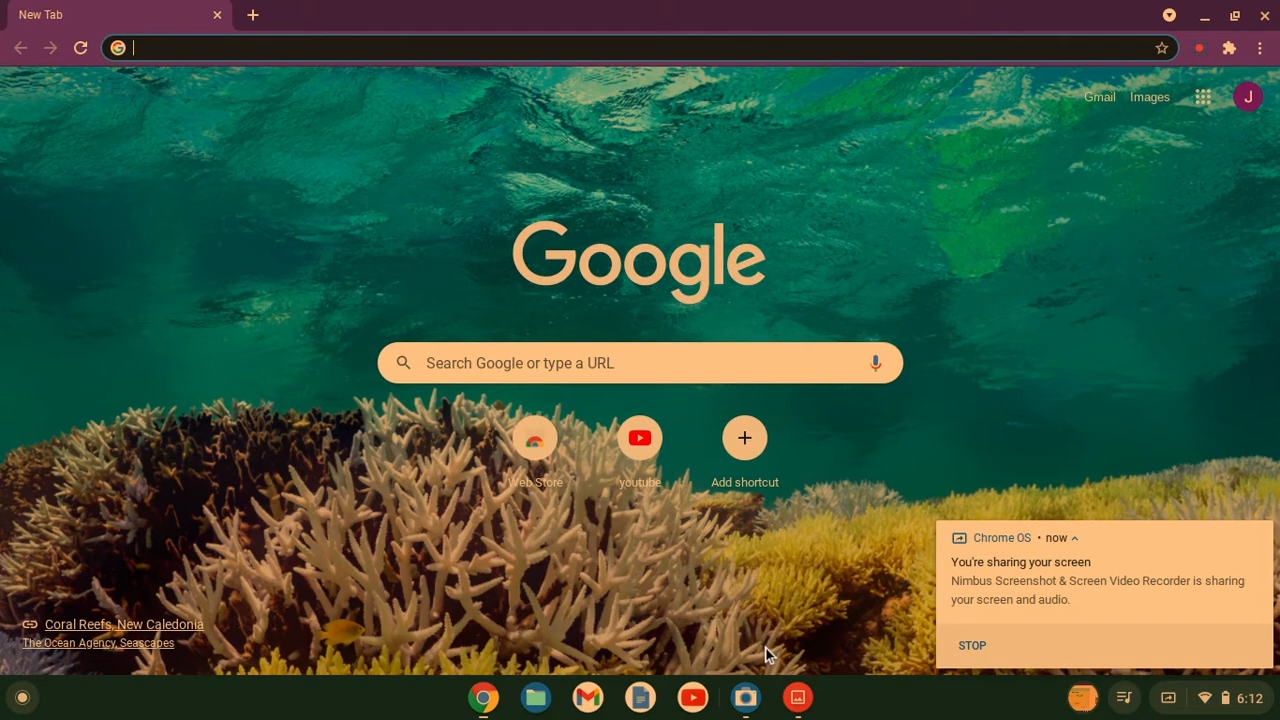 New Tab
Gmail Images
J
Google
Search Google or type a URL
Web Store youtube Add shortcut
Chrome OS • now
You're sharing your screen
Nimbus Screenshot & Screen Video Recorder is sharing
your screen and audio.
STOP
Coral Reefs, New Caledonia
The Ocean Agency, Seascapes
6:12